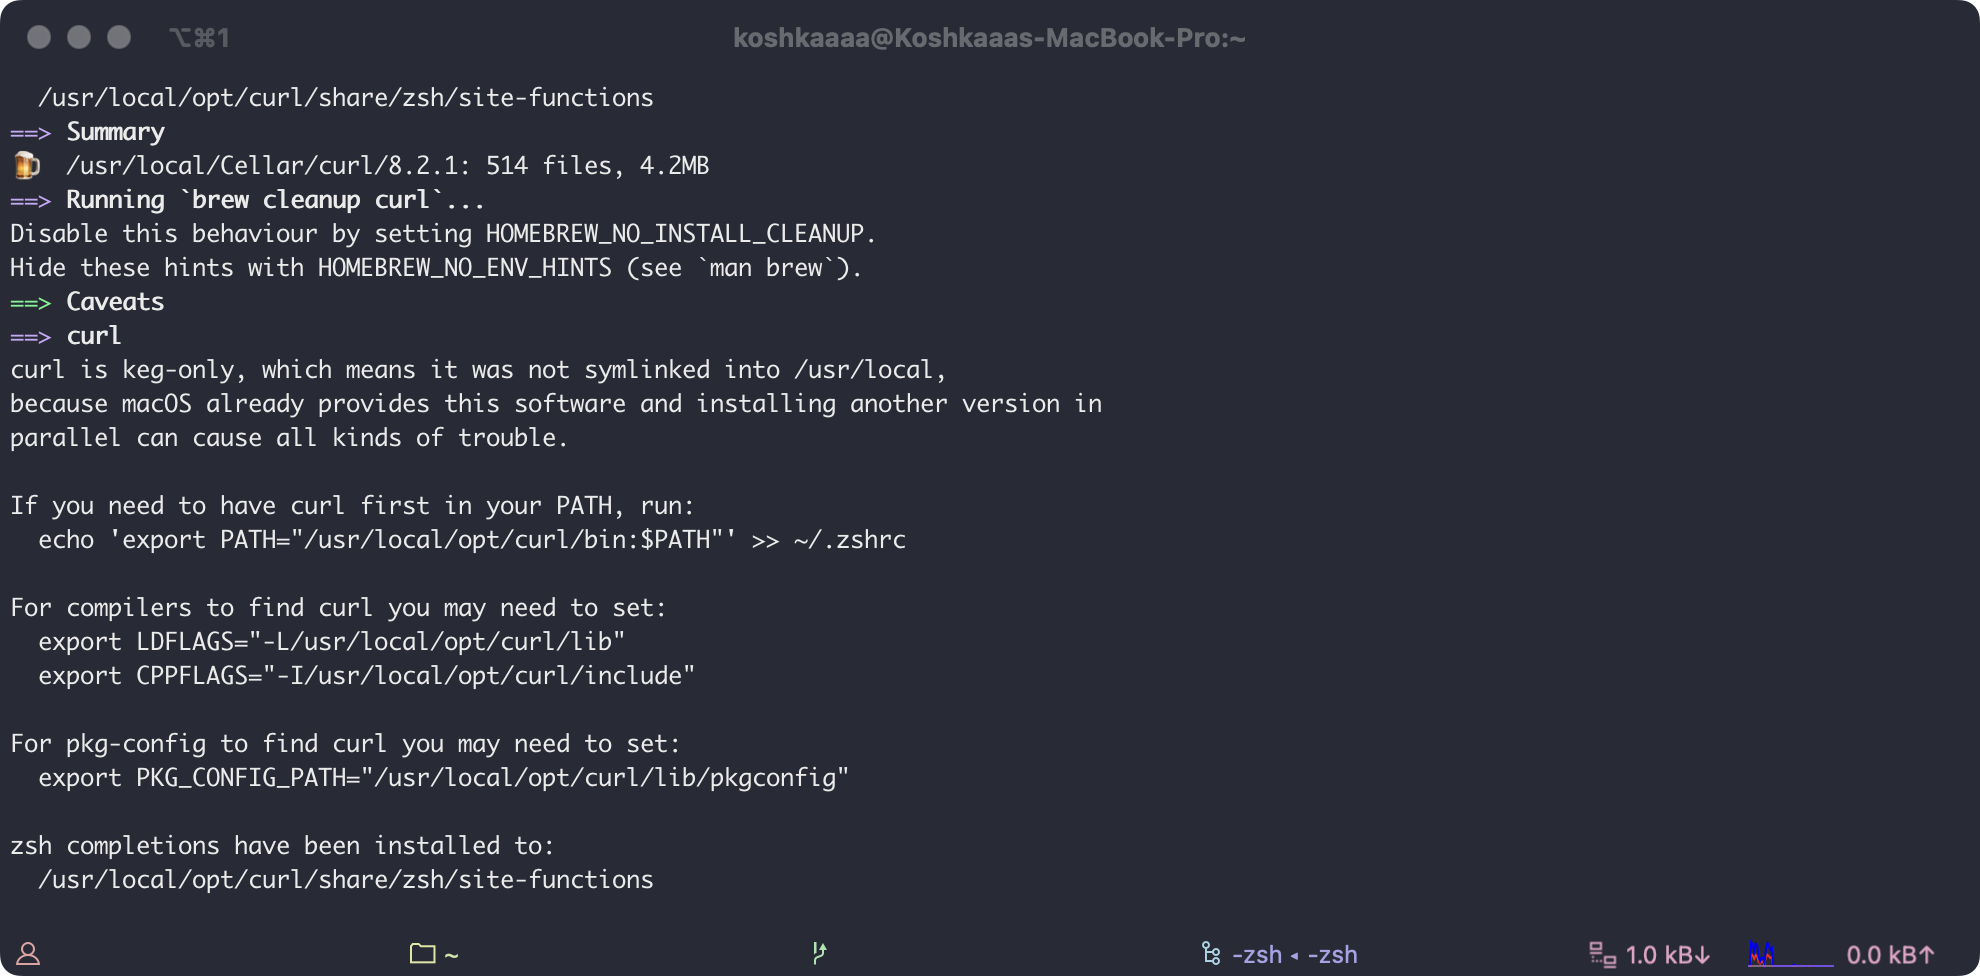 ⌥⌘1
koshkaaaa@Koshkaaas-MacBook-Pro:~
/usr/local/opt/curl/share/zsh/site-functions
==> Summary
🍺 /usr/local/Cellar/curl/8.2.1: 514 files, 4.2MB
==> Running `brew cleanup curl`...
Disable this behaviour by setting HOMEBREW_NO_INSTALL_CLEANUP.
Hide these hints with HOMEBREW_NO_ENV_HINTS (see `man brew`).
==> Caveats
==> curl
curl is keg-only, which means it was not symlinked into /usr/local,
because macOS already provides this software and installing another version in
parallel can cause all kinds of trouble.
If you need to have curl first in your PATH, run:
echo 'export PATH="/usr/local/opt/curl/bin:$PATH"' >> ~/.zshrc
For compilers to find curl you may need to set:
export LDFLAGS="-L/usr/local/opt/curl/lib"
export CPPFLAGS="-I/usr/local/opt/curl/include"
For pkg-config to find curl you may need to set:
export PKG_CONFIG_PATH="/usr/local/opt/curl/lib/pkgconfig"
zsh completions have been installed to:
/usr/local/opt/curl/share/zsh/site-functions
~
-zsh ◂ -zsh
1.0 kB↓
0.0 kB↑